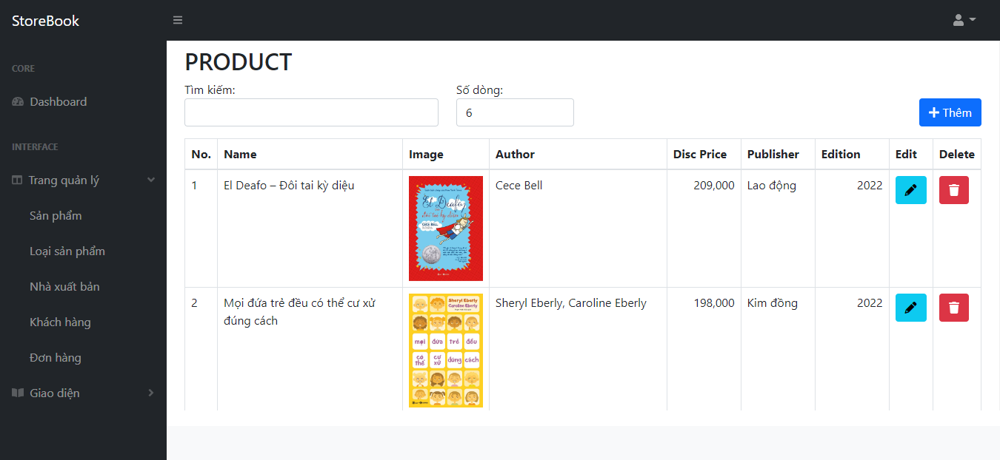 StoreBook
CORE
Dashboard
INTERFACE
Trang quản lý
Sản phẩm
Loại sản phẩm
Nhà xuất bản
Khách hàng
Đơn hàng
Giao diện
PRODUCT
Tìm kiếm:
Số dòng:
6
Thêm
No. Name Image Author Disc Price Publisher Edition Edit Delete
1 El Deafo – Đôi tai kỳ diệu Cece Bell 209,000 Lao động 2022
El Deafo
đôi tai kỳ diệu
CECE BELL
2 Mọi đứa trẻ đều có thể cư xử Sheryl Eberly, Caroline Eberly 198,000 Kim đồng 2022
đúng cách
Sheryl Eberly
Caroline Eberly
mọi đứa trẻ đều
có thể cư xử đúng cách